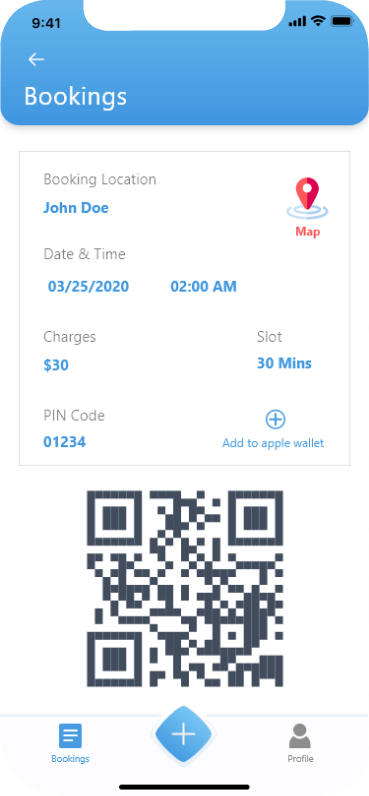 9:41
Bookings
Booking Location
John Doe
Map
Date & Time
03/25/2020 02:00 AM
Charges Slot
$30 30 Mins
PIN Code
01234 Add to apple wallet
Bookings Profile